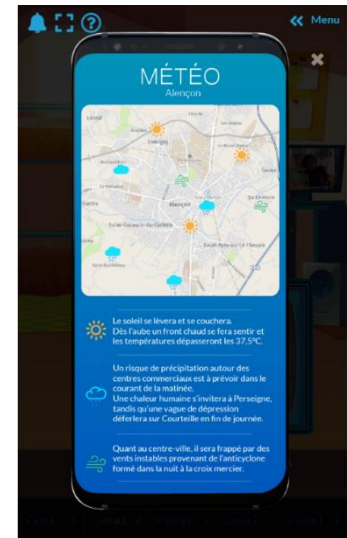 Menu
MÉTÉO
Alençon
Alençon
Le soleil se lèvera et se couchera.
Dès l'aube un front chaud se fera sentir et
les températures dépasseront les 37,5°C.
Un risque de précipitation autour des
centres commerciaux est à prévoir dans le
courant de la matinée.
Une chaleur humaine s'invitera à Perseigne,
tandis qu'une vague de dépression
déferlera sur Courteille en fin de journée.
Quant au centre-ville, il sera frappé par des
vents instables provenant de l'anticyclone
formé dans la nuit à la croix mercier.